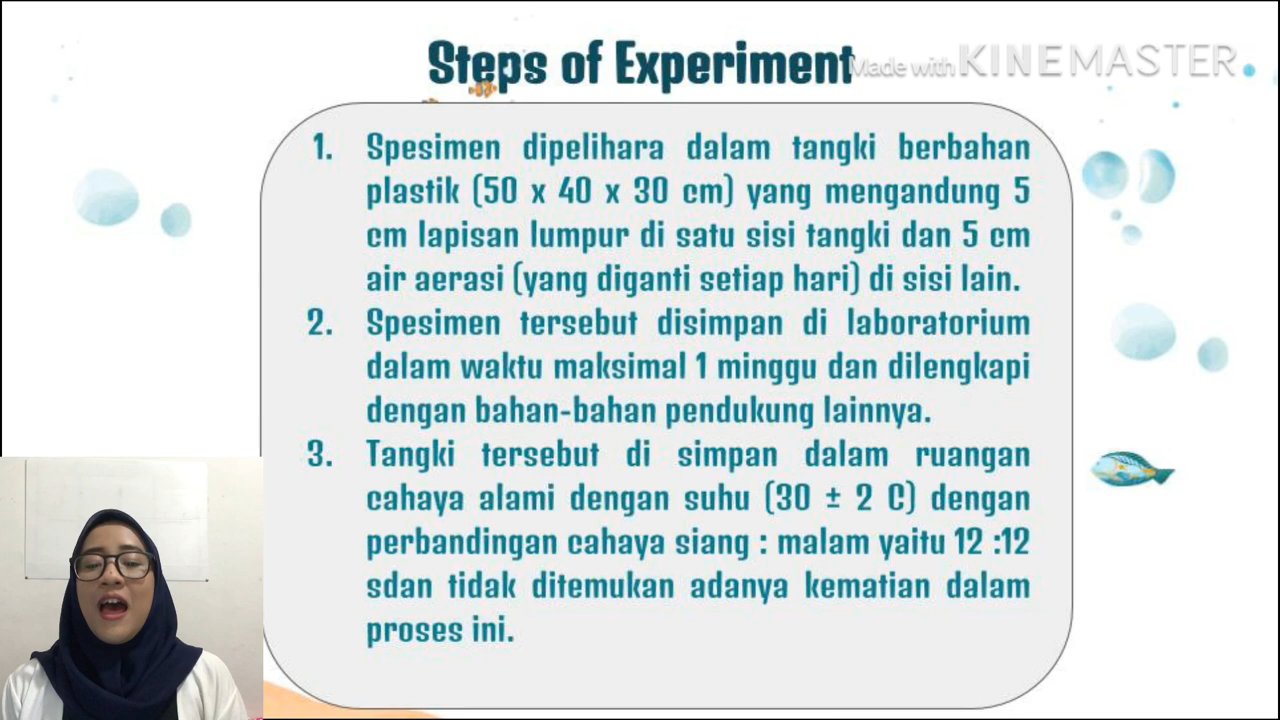 Steps of Experiment
Made with KINEMASTER
1. Spesimen dipelihara dalam tangki berbahan
plastik (50 x 40 x 30 cm) yang mengandung 5
cm lapisan lumpur di satu sisi tangki dan 5 cm
air aerasi (yang diganti setiap hari) di sisi lain.
2. Spesimen tersebut disimpan di laboratorium
dalam waktu maksimal 1 minggu dan dilengkapi
dengan bahan-bahan pendukung lainnya.
3. Tangki tersebut di simpan dalam ruangan
cahaya alami dengan suhu (30 ± 2 C) dengan
perbandingan cahaya siang : malam yaitu 12 :12
sdan tidak ditemukan adanya kematian dalam
proses ini.